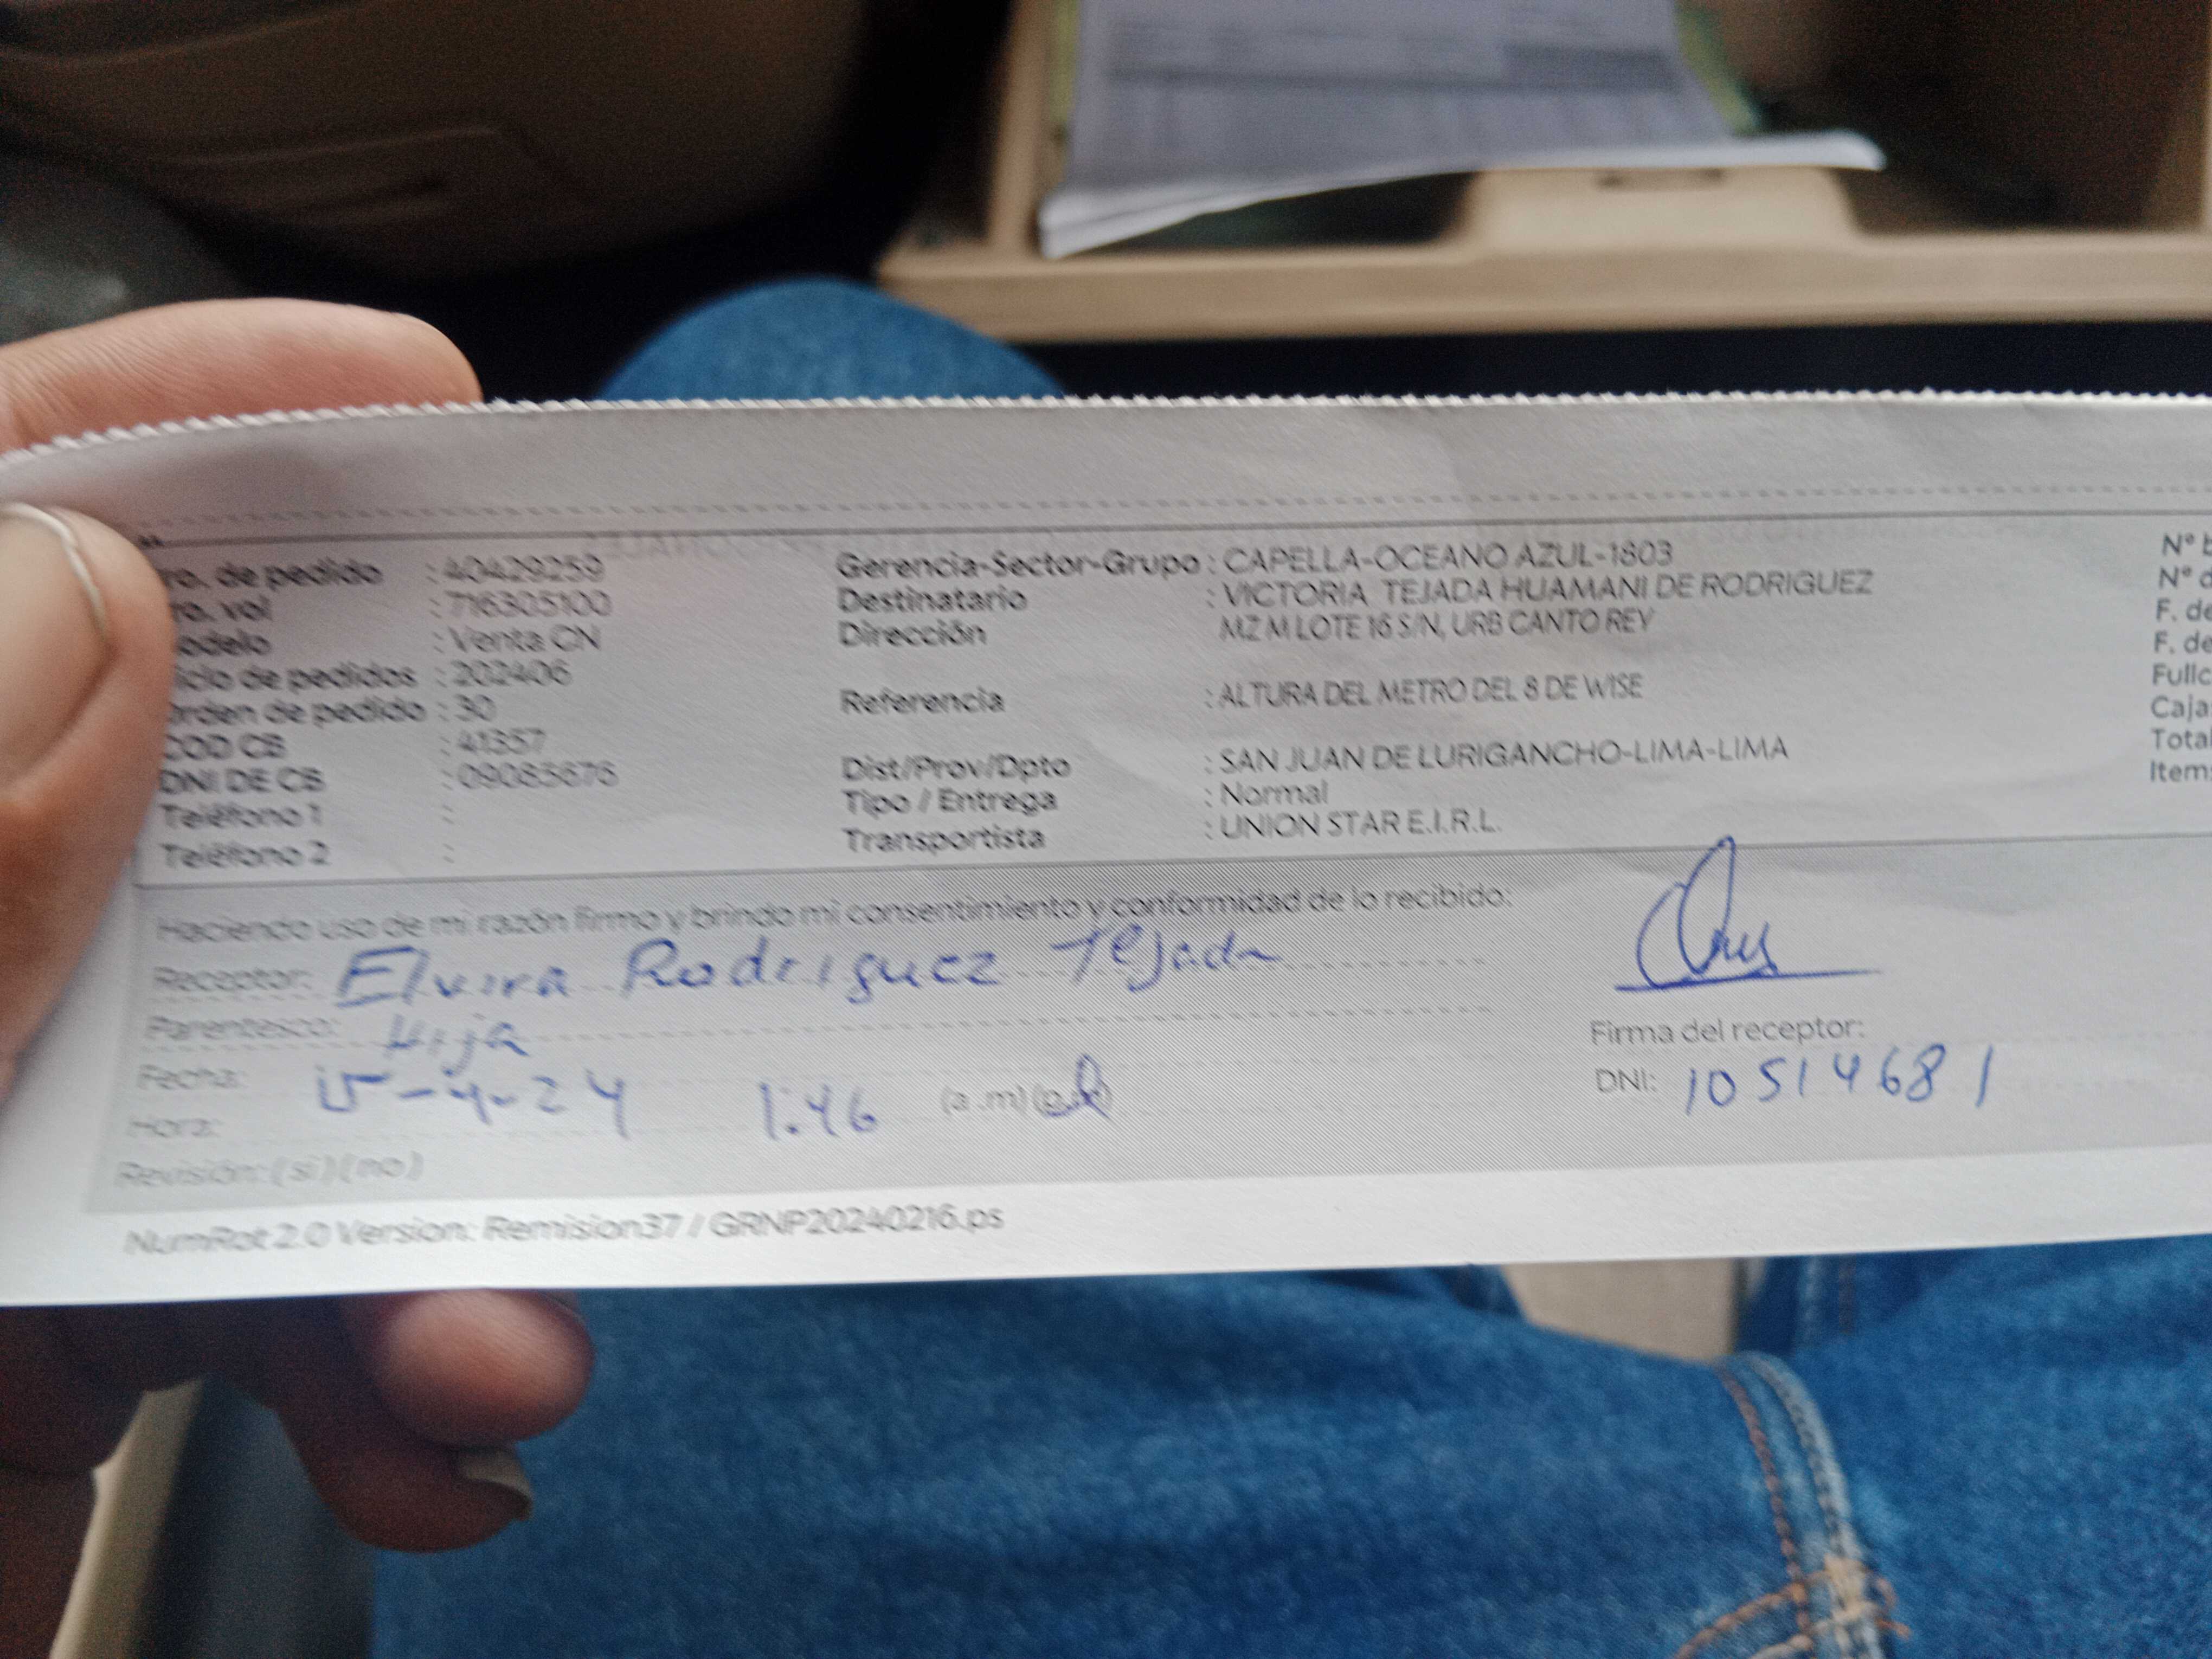 ro. de pedido : 40429259
ro. vol : 716305100
odelo : Venta CN
iclo de pedidos : 202406
orden de pedido : 30
COD CB : 41357
DNI DE CB : 09083676
Teléfono 1 :
Teléfono 2 :
Gerencia-Sector-Grupo : CAPELLA-OCEANO AZUL-1803
Destinatario : VICTORIA TEJADA HUAMANI DE RODRIGUEZ
Dirección MZ M LOTE 16 S/N, URB CANTO REY
Referencia : ALTURA DEL METRO DEL 8 DE WISE
Dist/Prov/Dpto : SAN JUAN DE LURIGANCHO-LIMA-LIMA
Tipo / Entrega : Normal
Transportista : UNION STAR E.I.R.L.
N° b
N° d
F. de
F. de
Fullc
Caja
Total
Item
Haciendo uso de mi razón firmo y brindo mi consentimiento y conformidad de lo recibido:
Receptor: Elvira Rodriguez Tejada
Parentesco: Hija
Fecha: 15-4-24
Hora: 1:46 (a .m) (p.m)
Revisión: (si) (no)
Firma del receptor:
DNI: 10514681
NumRot 2.0 Version: Remision37 / GRNP20240216.ps